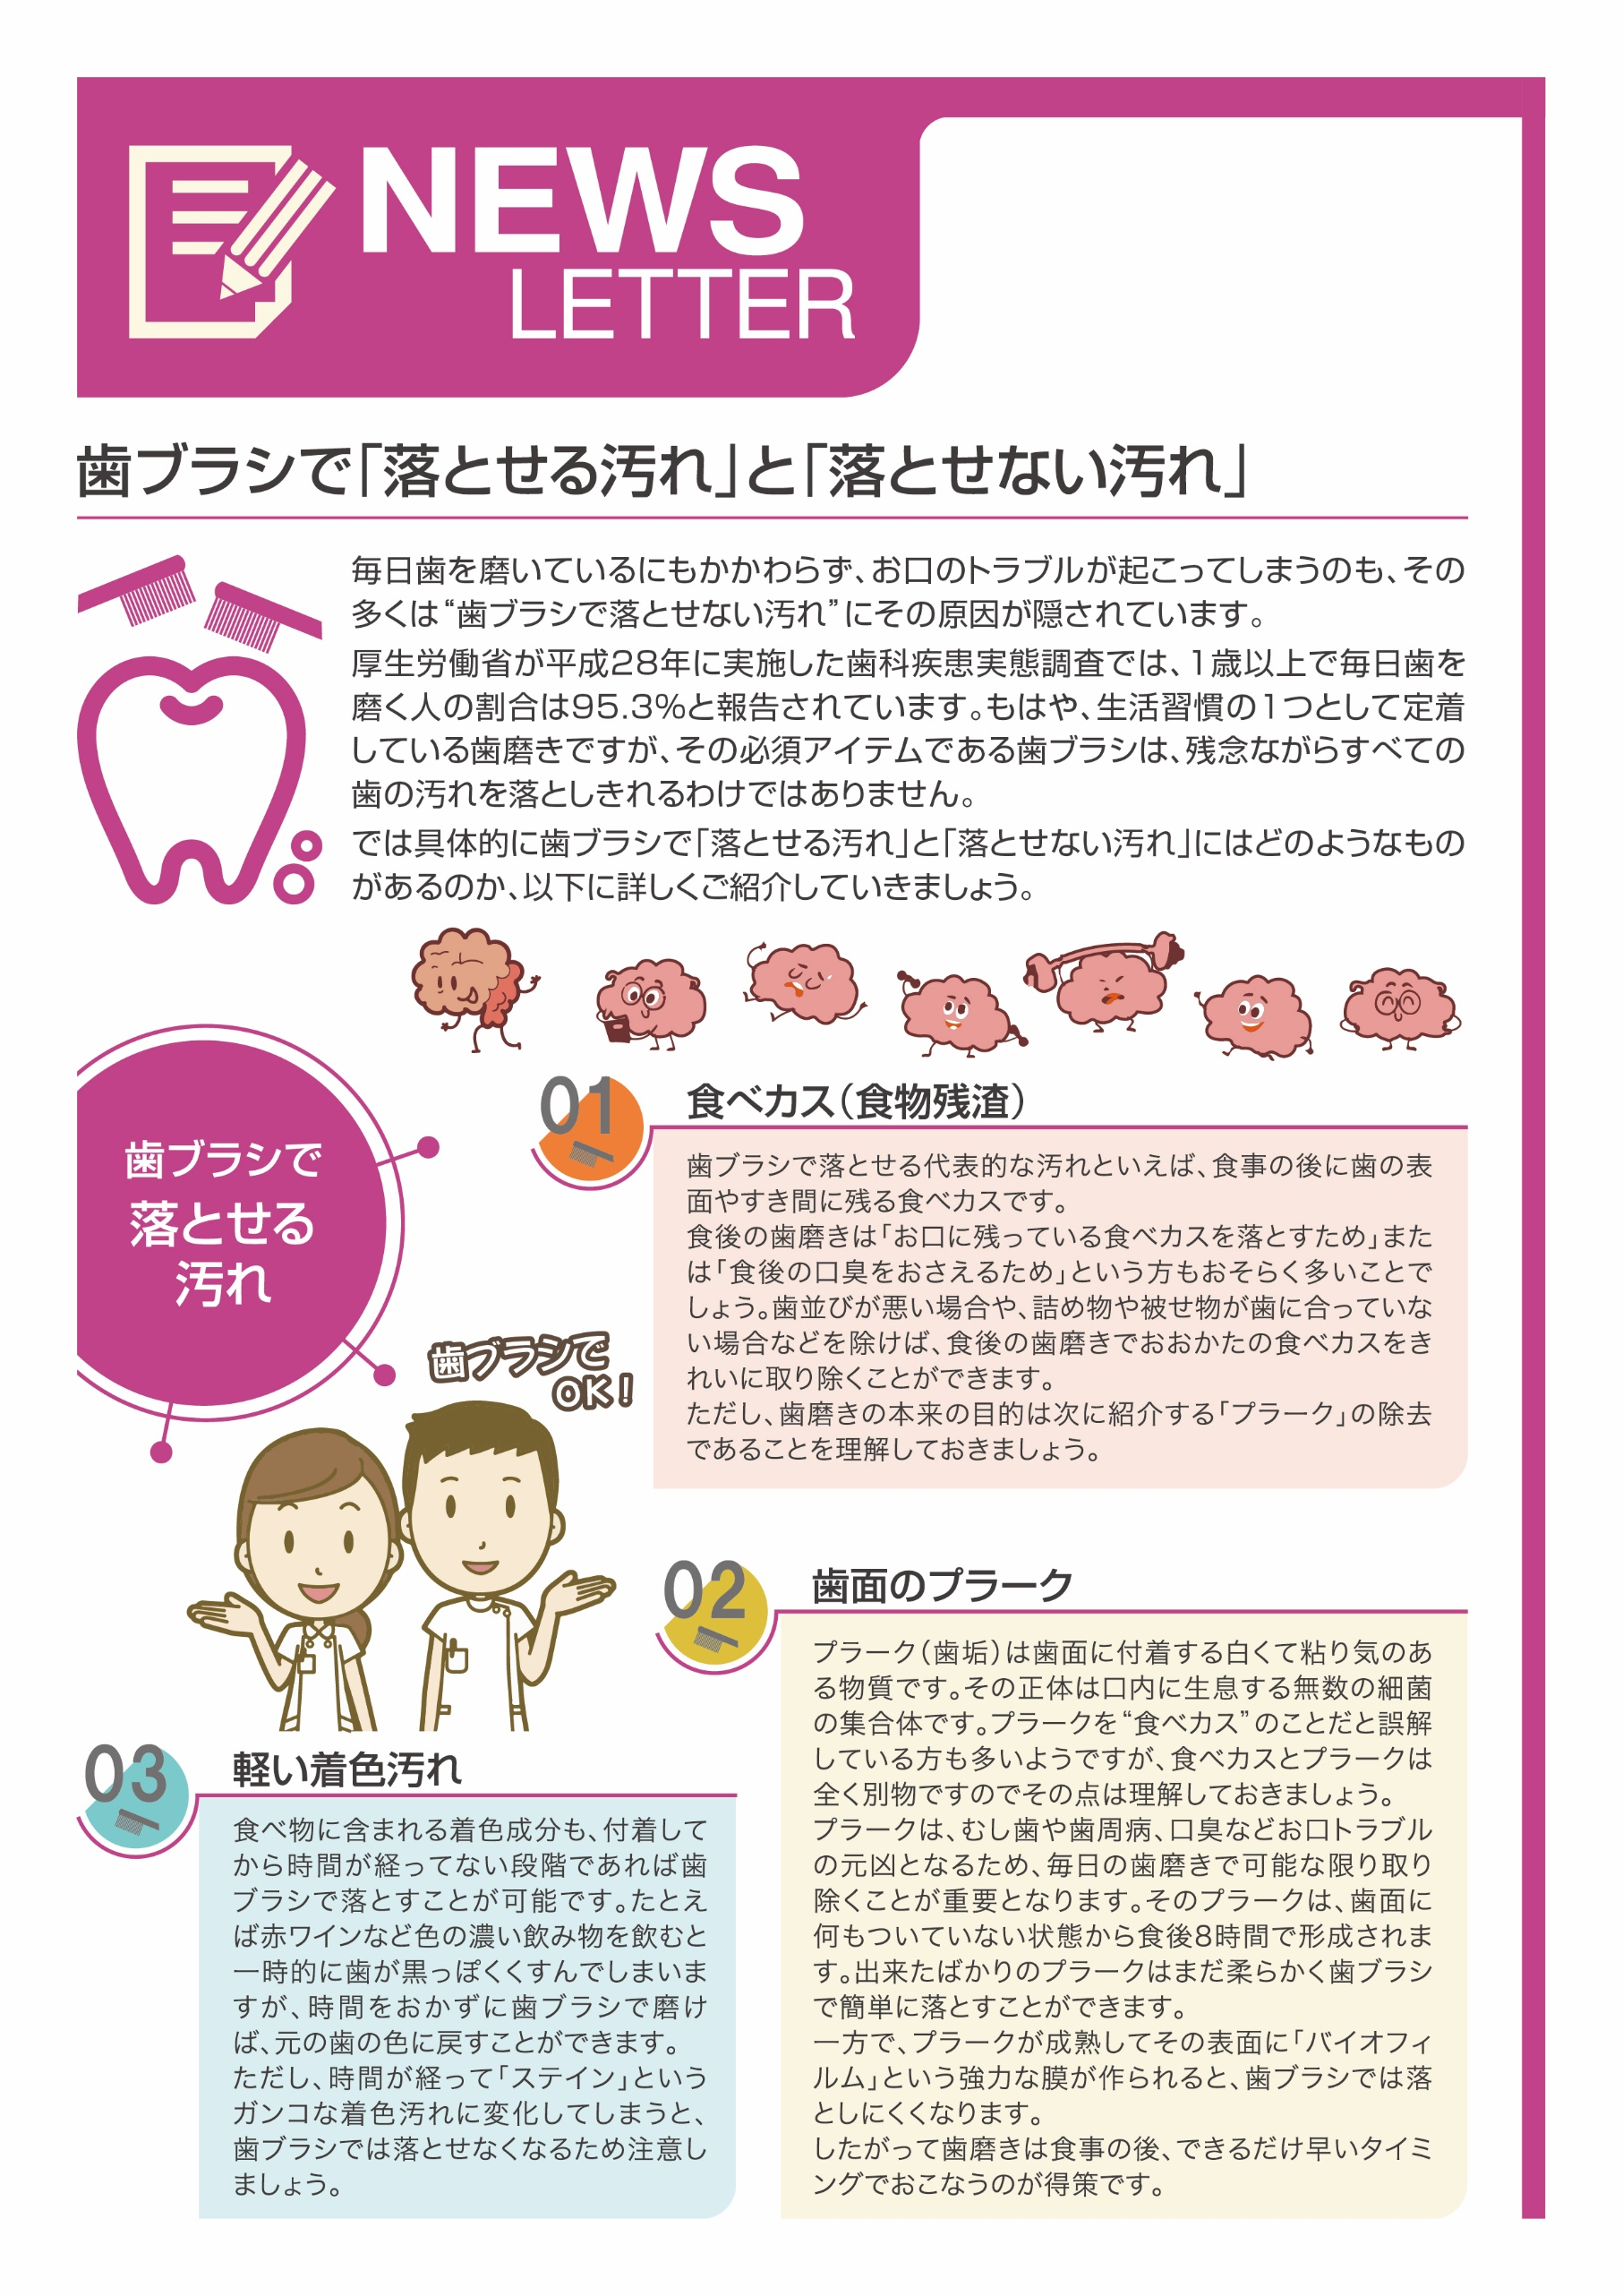 NEWS
LETTER
歯ブラシで「落とせる汚れ」と「落とせない汚れ」
毎日歯を磨いているにもかかわらず、お口のトラブルが起こってしまうのも、その
多くは“歯ブラシで落とせない汚れ”にその原因が隠されています。
厚生労働省が平成28年に実施した歯科疾患実態調査では、1歳以上で毎日歯を
磨く人の割合は95.3%と報告されています。もはや、生活習慣の1つとして定着
している歯磨きですが、その必須アイテムである歯ブラシは、残念ながらすべての
歯の汚れを落としきれるわけではありません。
では具体的に歯ブラシで「落とせる汚れ」と「落とせない汚れ」にはどのようなもの
があるのか、以下に詳しくご紹介していきましょう。
歯ブラシで
落とせる
汚れ
01
食べカス（食物残渣）
歯ブラシで落とせる代表的な汚れといえば、食事の後に歯の表
面やすき間に残る食べカスです。
食後の歯磨きは「お口に残っている食べカスを落とすため」また
は「食後の口臭をおさえるため」という方もおそらく多いことで
しょう。歯並びが悪い場合や、詰め物や被せ物が歯に合っていな
い場合などを除けば、食後の歯磨きでおおかたの食べカスをき
れいに取り除くことができます。
ただし、歯磨きの本来の目的は次に紹介する「プラーク」の除去
であることを理解しておきましょう。
歯ブラシで
OK！
02
歯面のプラーク
プラーク（歯垢）は歯面に付着する白くて粘り気のあ
る物質です。その正体は口内に生息する無数の細菌
の集合体です。プラークを“食べカス”のことだと誤解
している方も多いようですが、食べカスとプラークは
全く別物ですのでその点は理解しておきましょう。
プラークは、むし歯や歯周病、口臭などお口トラブル
の元凶となるため、毎日の歯磨きで可能な限り取り
除くことが重要となります。そのプラークは、歯面に
何もついていない状態から食後8時間で形成されま
す。出来たばかりのプラークはまだ柔らかく歯ブラシ
で簡単に落とすことができます。
一方で、プラークが成熟してその表面に「バイオフィ
ルム」という強力な膜が作られると、歯ブラシでは落
としにくくなります。
したがって歯磨きは食事の後、できるだけ早いタイミ
ングでおこなうのが得策です。
03
軽い着色汚れ
食べ物に含まれる着色成分も、付着して
から時間が経ってない段階であれば歯
ブラシで落とすことが可能です。たとえ
ば赤ワインなど色の濃い飲み物を飲むと
一時的に歯が黒っぽくくすんでしまいま
すが、時間をおかずに歯ブラシで磨け
ば、元の歯の色に戻すことができます。
ただし、時間が経って「ステイン」という
ガンコな着色汚れに変化してしまうと、
歯ブラシでは落とせなくなるため注意し
ましょう。